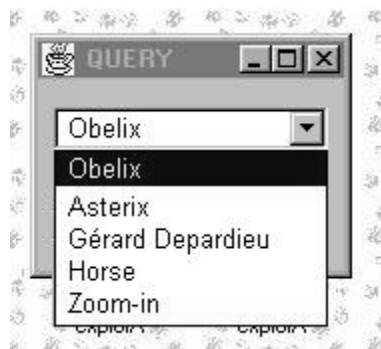 QUERY
Obelix
Obelix
Asterix
Gérard Depardieu
Horse
Zoom-in